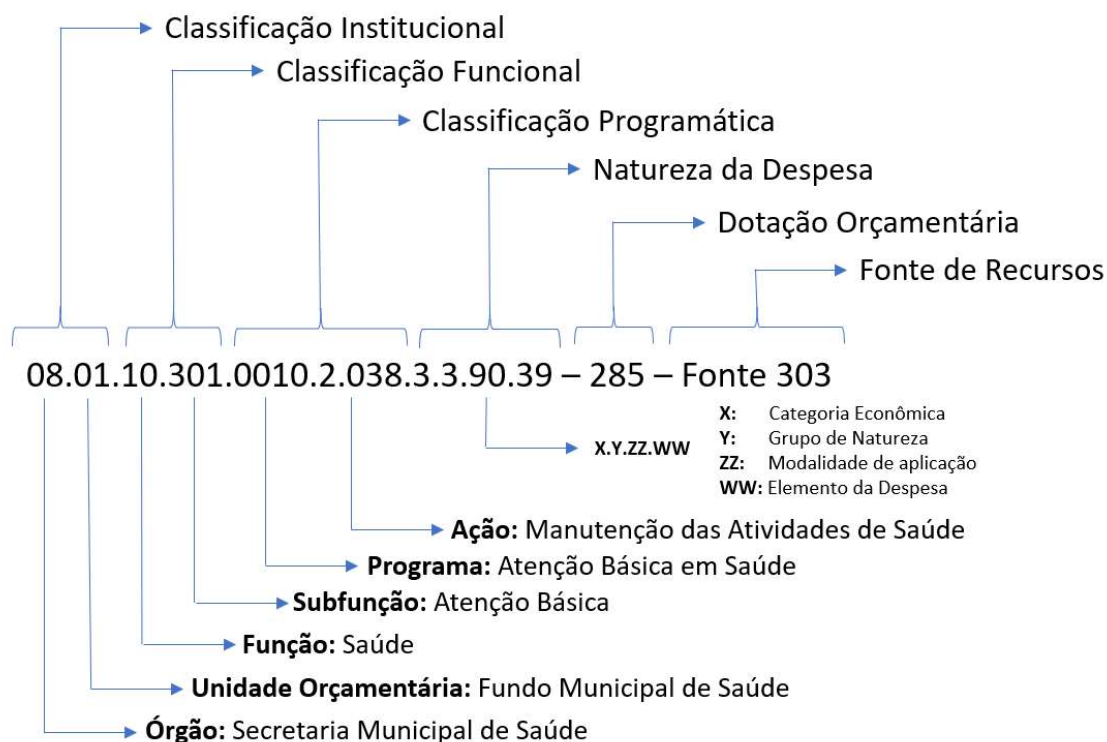 Classificação Institucional
Classificação Funcional
Classificação Programática
Natureza da Despesa
Dotação Orçamentária
Fonte de Recursos
08.01.10.301.0010.2.038.3.3.90.39 – 285 – Fonte 303
X: Categoria Econômica
Y: Grupo de Natureza
X.Y.ZZ.WW
ZZ: Modalidade de aplicação
WW: Elemento da Despesa
Ação: Manutenção das Atividades de Saúde
Programa: Atenção Básica em Saúde
Subfunção: Atenção Básica
Função: Saúde
Unidade Orçamentária: Fundo Municipal de Saúde
Órgão: Secretaria Municipal de Saúde